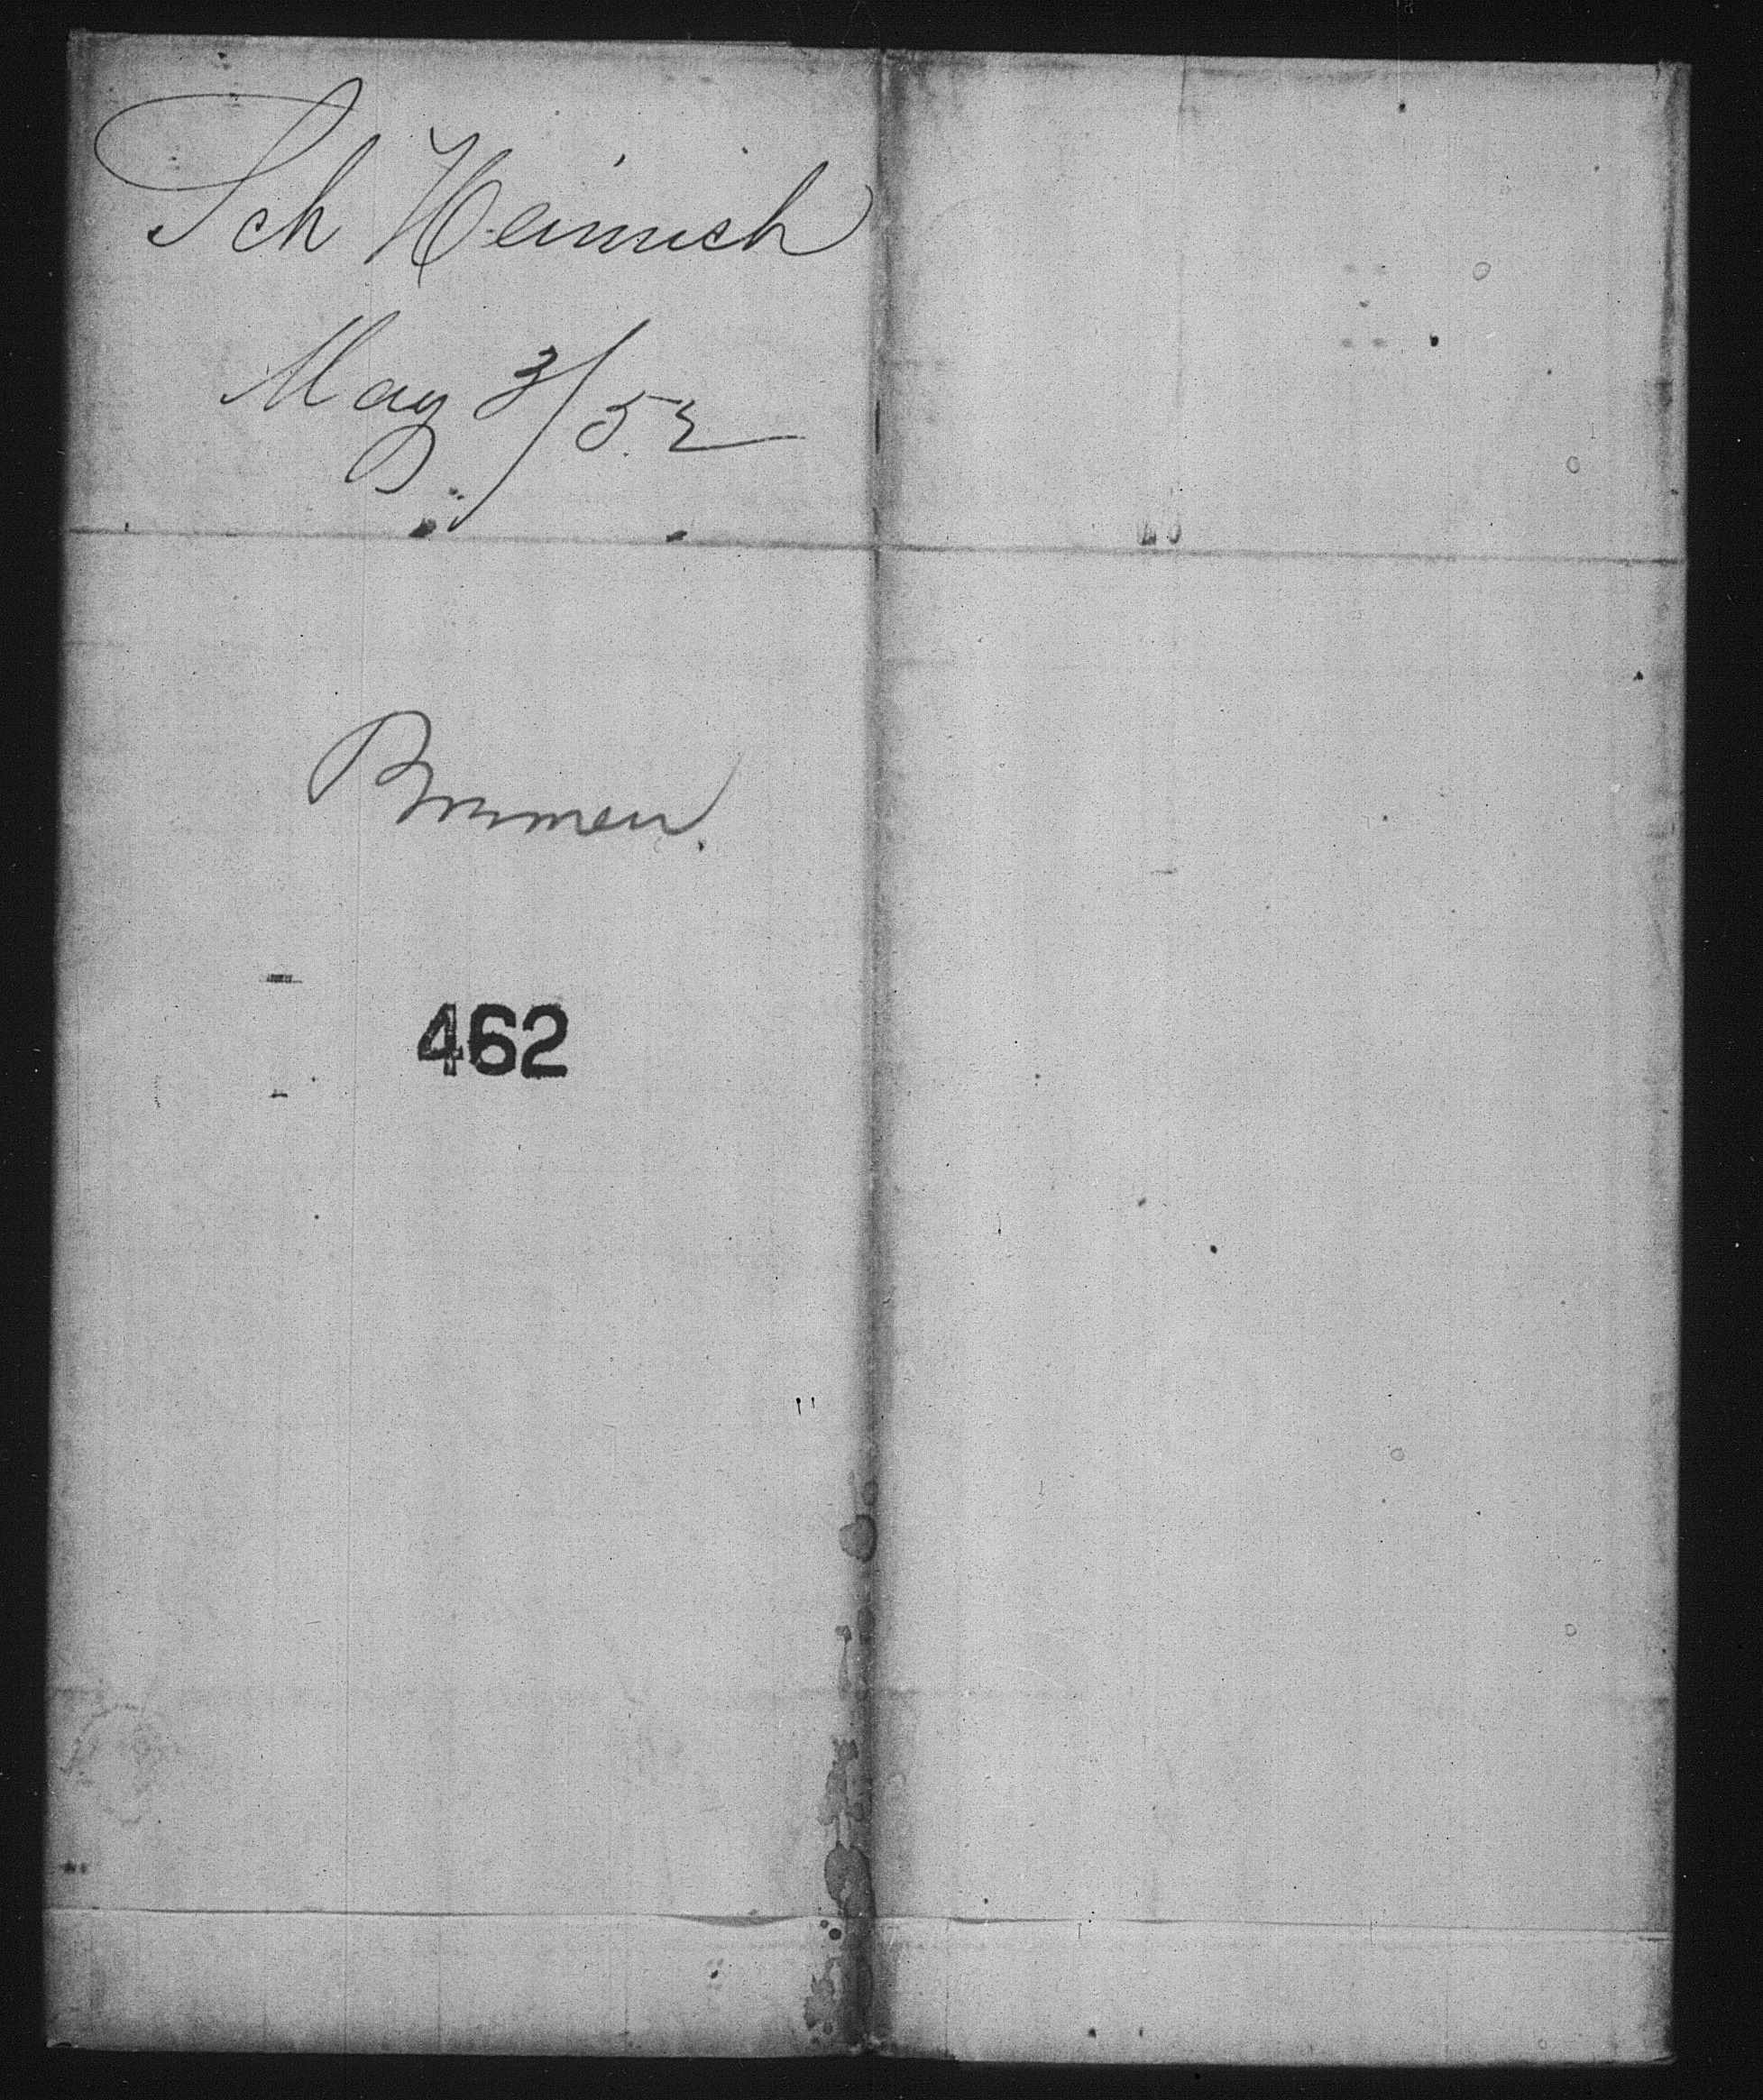 Sch Heinrich
May 3/52
Bremen.
462